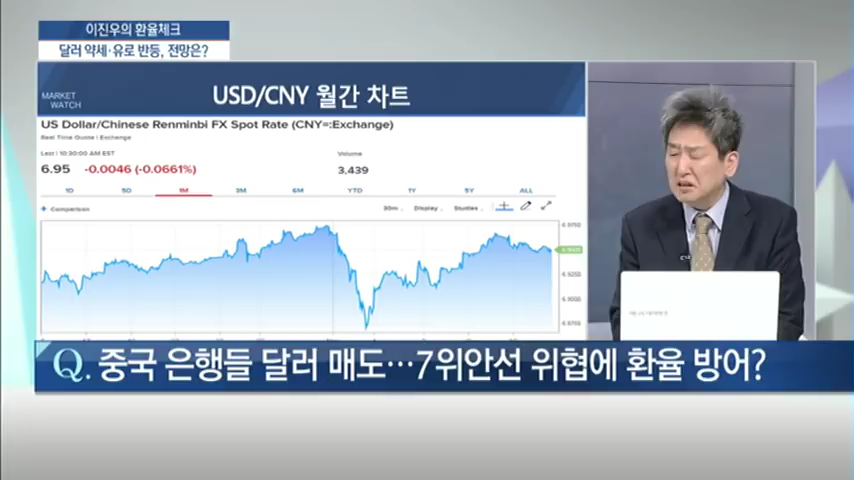 이진우의 환율체크
달러 약세·유로 반등, 전망은?
MARKET
WATCH
USD/CNY 월간 차트
US Dollar/Chinese Renminbi FX Spot Rate (CNY=:Exchange)
Real Time Quote | Exchange
Last | 10:30:00 AM EST
Volume
6.95 -0.0046 (-0.0661%)
3,439
1D 5D 1M 3M 6M YTD 1Y 5Y ALL
+ Comparison
30m Display Studies
6.9750
6.9250
6.9000
6.8750
Q. 중국 은행들 달러 매도…7위안선 위협에 환율 방어?